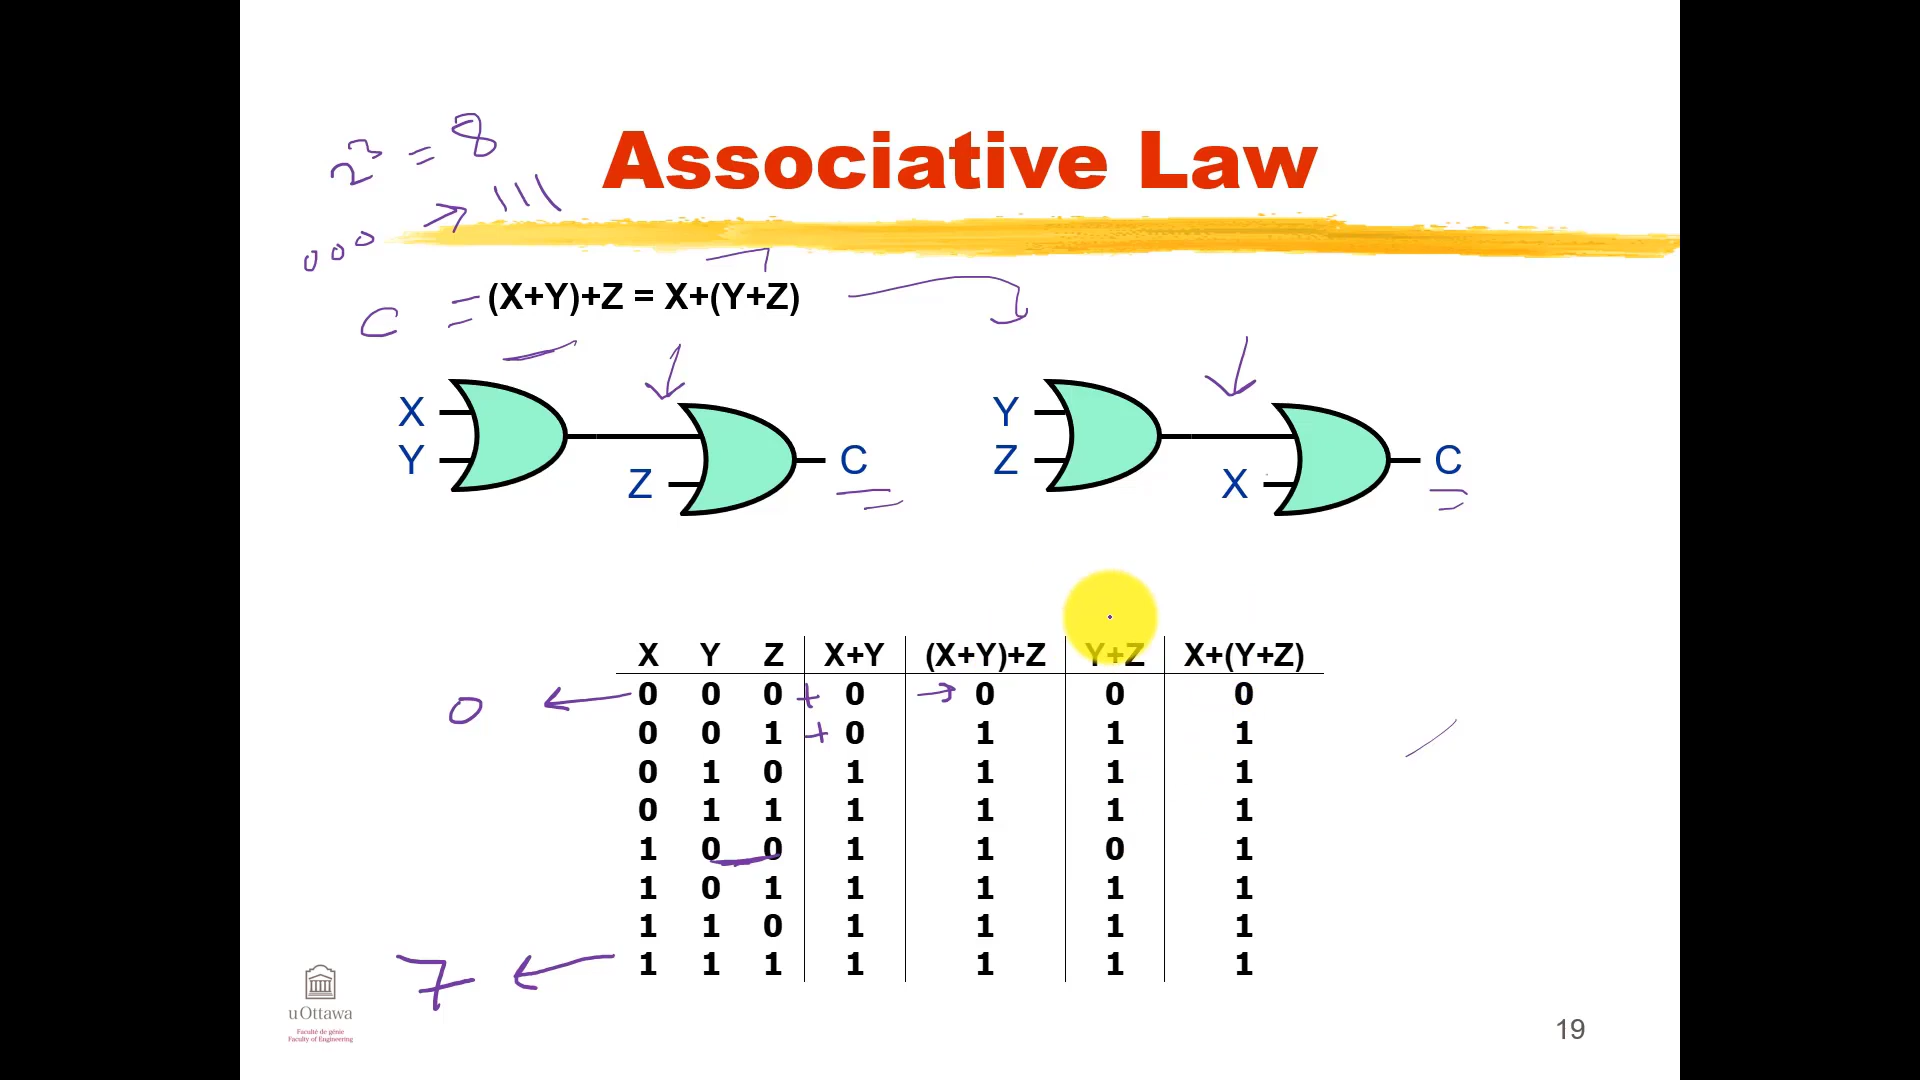 2³ = 8
Associative Law
000 → 111
C = (X+Y)+Z = X+(Y+Z)
X
Y
Z
C
Y
Z
X
C
X Y Z X+Y (X+Y)+Z Y+Z X+(Y+Z)
0 ← 0 0 0 + 0 → 0 0 0
0 0 1 + 0 1 1 1
0 1 0 1 1 1 1
0 1 1 1 1 1 1
1 0 0 1 1 0 1
1 0 1 1 1 1 1
1 1 0 1 1 1 1
7 ← 1 1 1 1 1 1 1
uOttawa
Faculté de génie
Faculty of Engineering
19